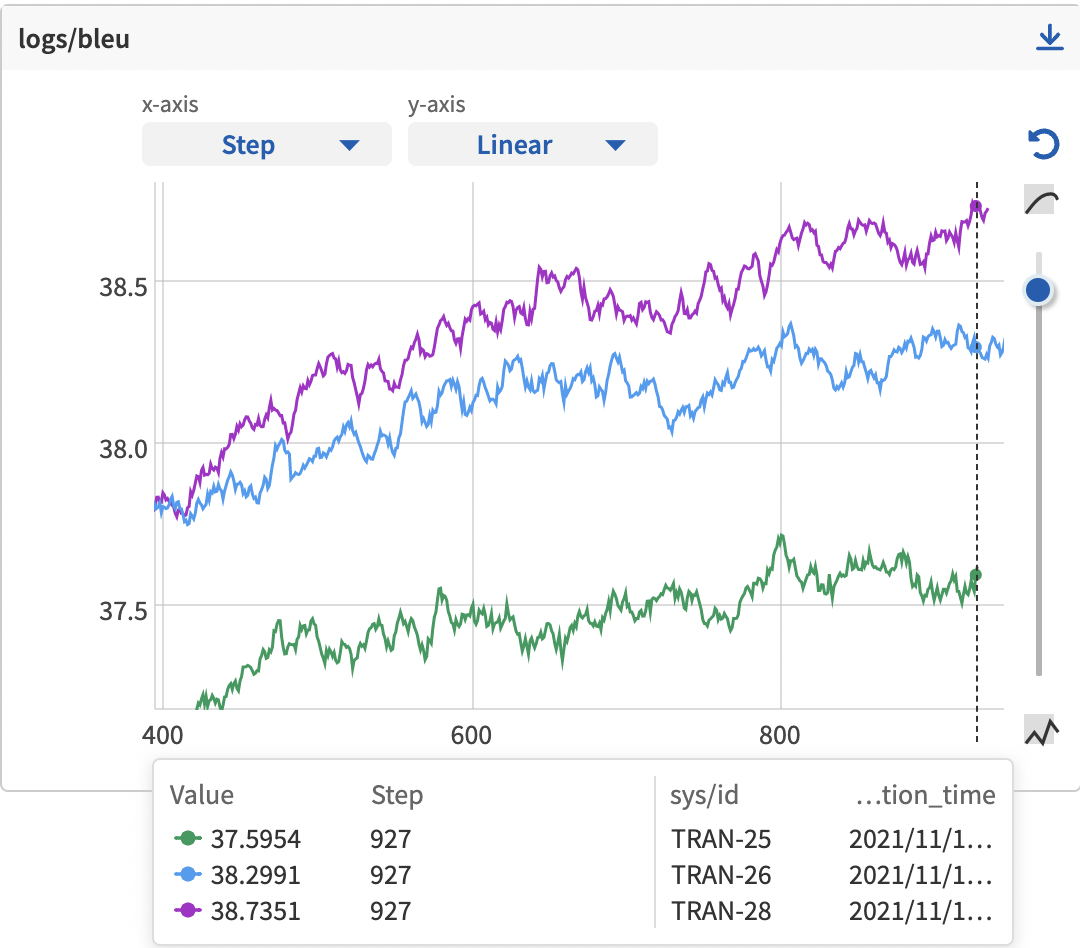 logs/bleu
x-axis y-axis
Step Linear
38.5
38.0
37.5
400 600 800
Value Step sys/id ...tion_time
37.5954 927 TRAN-25 2021/11/1...
38.2991 927 TRAN-26 2021/11/1...
38.7351 927 TRAN-28 2021/11/1...